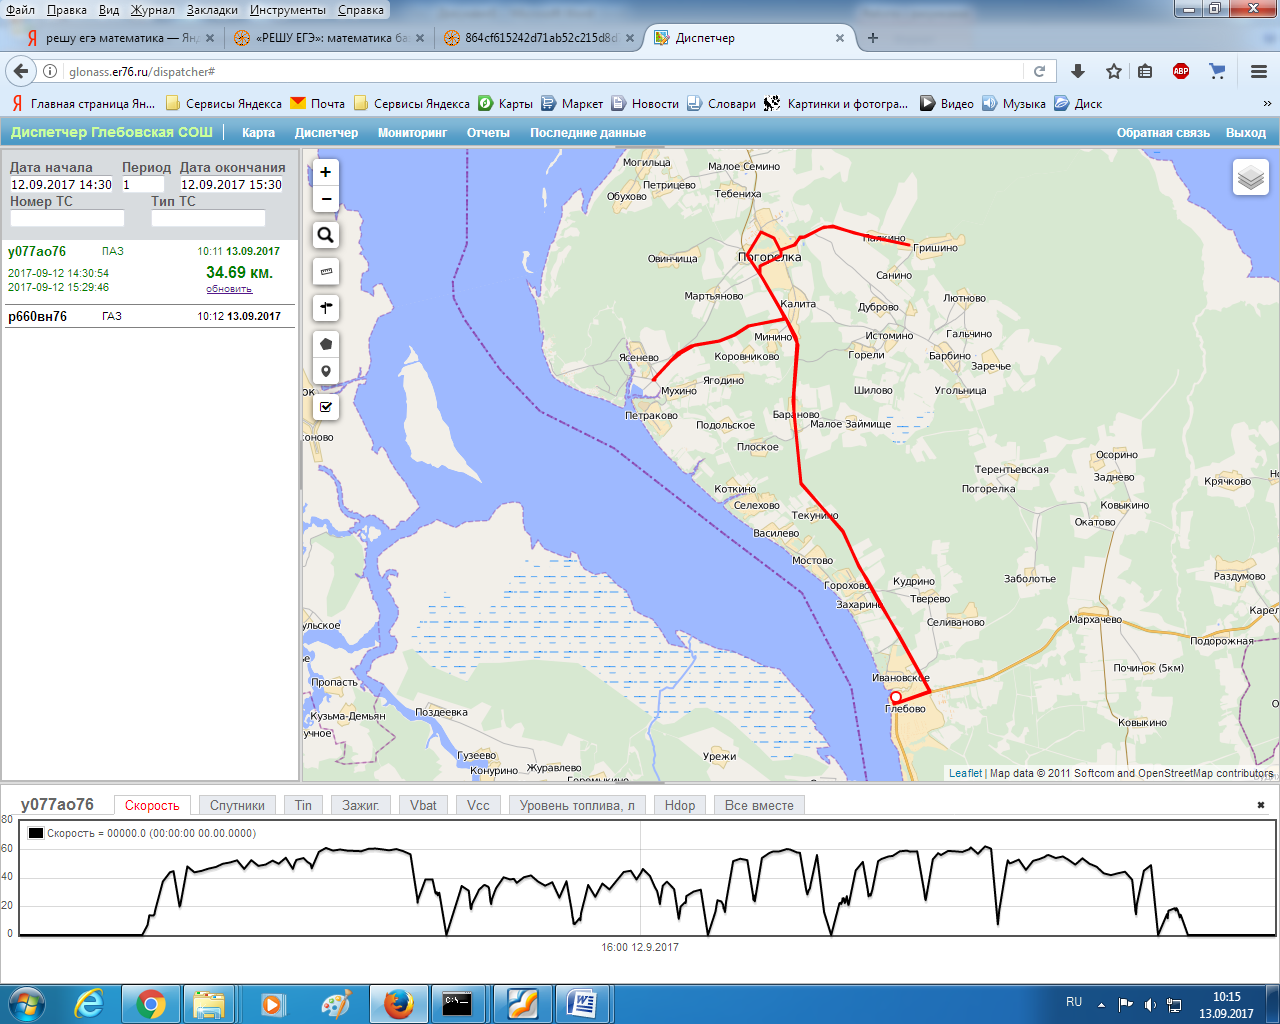 Файл Правка Вид Журнал Закладки Инструменты Справка
решу егэ математика — Ян
«РЕШУ ЕГЭ»: математика ба
864cf615242d71ab52c215d8d
Диспетчер
glonass.er76.ru/dispatcher#
Главная страница Ян... Сервисы Яндекса Почта Сервисы Яндекса Карты Маркет Новости Словари Картинки и фотогра... Видео Музыка Диск
Диспетчер Глебовская СОШ Карта Диспетчер Мониторинг Отчеты Последние данные Обратная связь Выход
Дата начала Период Дата окончания
12.09.2017 14:30 1 12.09.2017 15:30
Номер ТС Тип ТС
у077ао76 ПАЗ 10:11 13.09.2017
2017-09-12 14:30:54 34.69 км.
2017-09-12 15:29:46 обновить
р660вн76 ГАЗ 10:12 13.09.2017
+
−
Могильца
Малое Семино
Петрицево
Тебениха
Обухово
Палкино
Гришино
Погорелка
Овинчища
Санино
Мартьяново
Калита
Лютново
Дуброво
Минино
Истомино
Гальчино
Ясенево
Коровниково
Горели
Барбино
Заречье
Ягодино
Мухино
Шилово
Угольница
Петраково
Бараново
Подольское
Малое Займище
Плоское
Осорино
Терентьевская
Заднево
Крячково
Коткино
Погорелка
Селехово
Ковыкино
Текунино
Окатово
Василево
Мостово
Заболотье
Раздумово
Горохово
Кудрино
Захарино
Тверево
Селиваново
Мархачево
Карел
Подорожная
Починок (5км)
Ивановское
Глебово
Ковыкино
коново
ульское
Пропасть
Кузьма-Демьян
учное
Поздеевка
Гузеево
Конурино
Журавлево
Горемыкино
Урежи
Leaflet | Map data © 2011 Softcom and OpenStreetMap contributors
у077ао76 Скорость Спутники Tin Зажиг. Vbat Vcc Уровень топлива, л Hdop Все вместе
Скорость = 00000.0 (00:00:00 00.00.0000)
80
60
40
20
0
16:00 12.9.2017
RU
10:15
13.09.2017